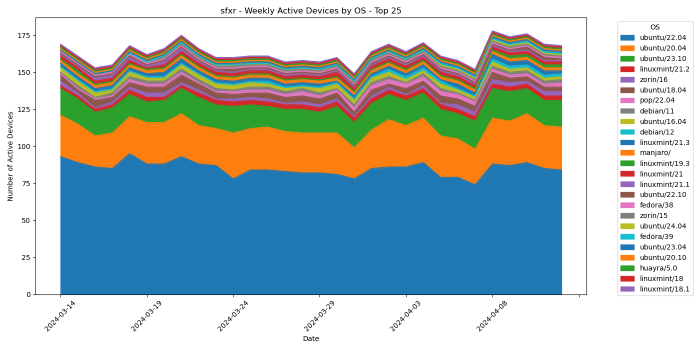 sfxr - Weekly Active Devices by OS - Top 25
Number of Active Devices
175
150
125
100
75
50
25
0
2024-03-14
2024-03-19
2024-03-24
2024-03-29
2024-04-03
2024-04-08
Date
OS
ubuntu/22.04
ubuntu/20.04
ubuntu/23.10
linuxmint/21.2
zorin/16
ubuntu/18.04
pop/22.04
debian/11
ubuntu/16.04
debian/12
linuxmint/21.3
manjaro/
linuxmint/19.3
linuxmint/21
linuxmint/21.1
ubuntu/22.10
fedora/38
zorin/15
ubuntu/24.04
fedora/39
ubuntu/23.04
ubuntu/20.10
huayra/5.0
linuxmint/18
linuxmint/18.1